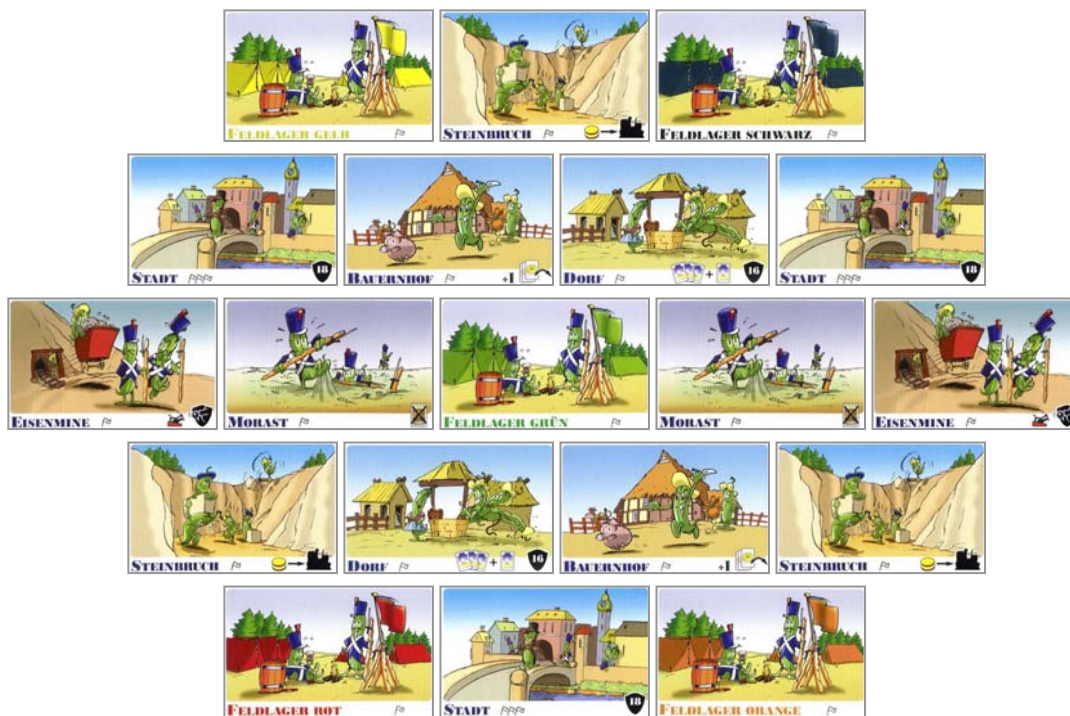 FELDLAGER GELB
STEINBRUCH
FELDLAGER SCHWARZ
STADT 18
BAUERNHOF +1
DORF + 16
STADT 18
EISENMINE
MORAST
FELDLAGER GRÜN
MORAST
EISENMINE
STEINBRUCH
DORF + 16
BAUERNHOF +1
STEINBRUCH
FELDLAGER ROT
STADT 18
FELDLAGER ORANGE